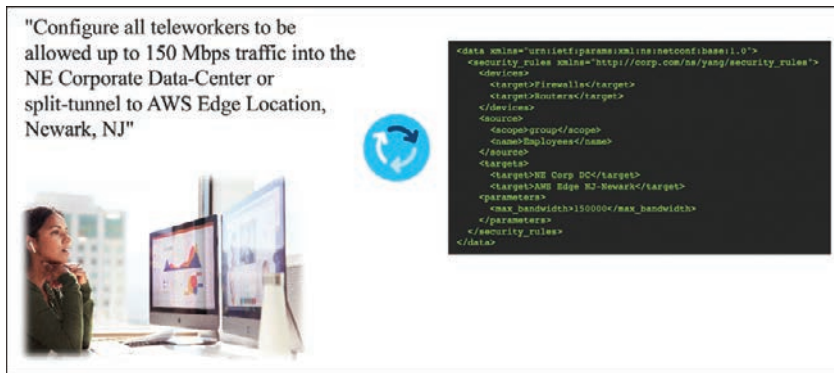 "Configure all teleworkers to be
allowed up to 150 Mbps traffic into the
NE Corporate Data-Center or
split-tunnel to AWS Edge Location,
Newark, NJ"
<data xmlns="urn:ietf:params:xml:ns:netconf:base:1.0">
<security_rules xmlns="http://corp.com/ns/yang/security_rules">
<devices>
<target>Firewalls</target>
<target>Routers</target>
</devices>
<source>
<scope>group</scope>
<name>Employees</name>
</source>
<targets>
<target>NE Corp DC</target>
<target>AWS Edge NJ-Newark</target>
<parameters>
<max_bandwidth>150000</max_bandwidth>
</parameters>
</security_rules>
</data>